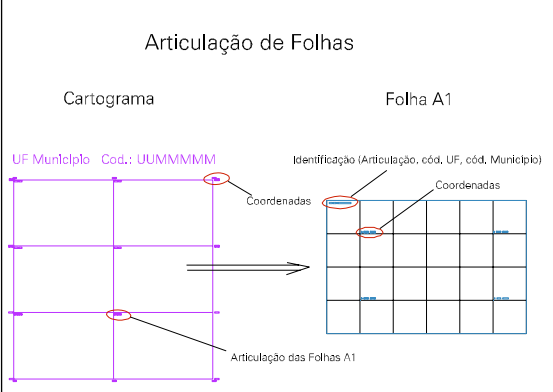 Articulação de Folhas
Cartograma
Folha A1
UF Município Cod.: UUMMMMM
Identificação (Articulação, cód. UF, cód. Município)
Coordenadas
Coordenadas
Articulação das Folhas A1